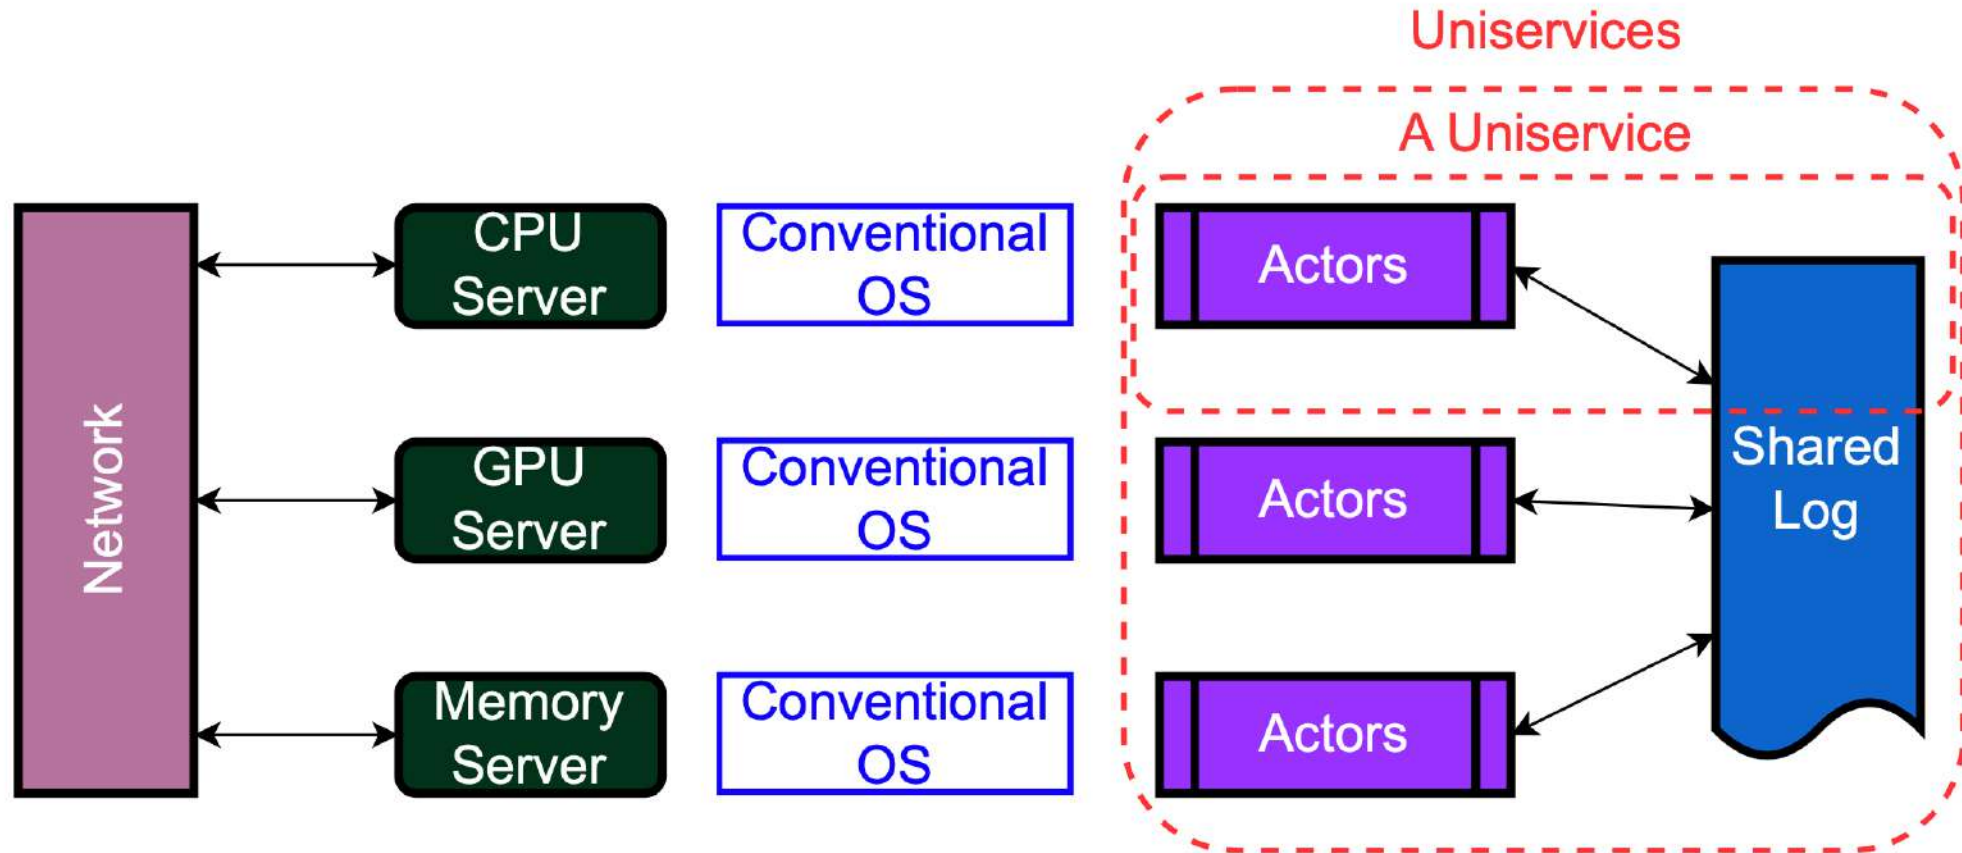 Uniservices
A Uniservice
Network
CPU
Server
Conventional
OS
Actors
GPU
Server
Conventional
OS
Actors
Shared
Log
Memory
Server
Conventional
OS
Actors